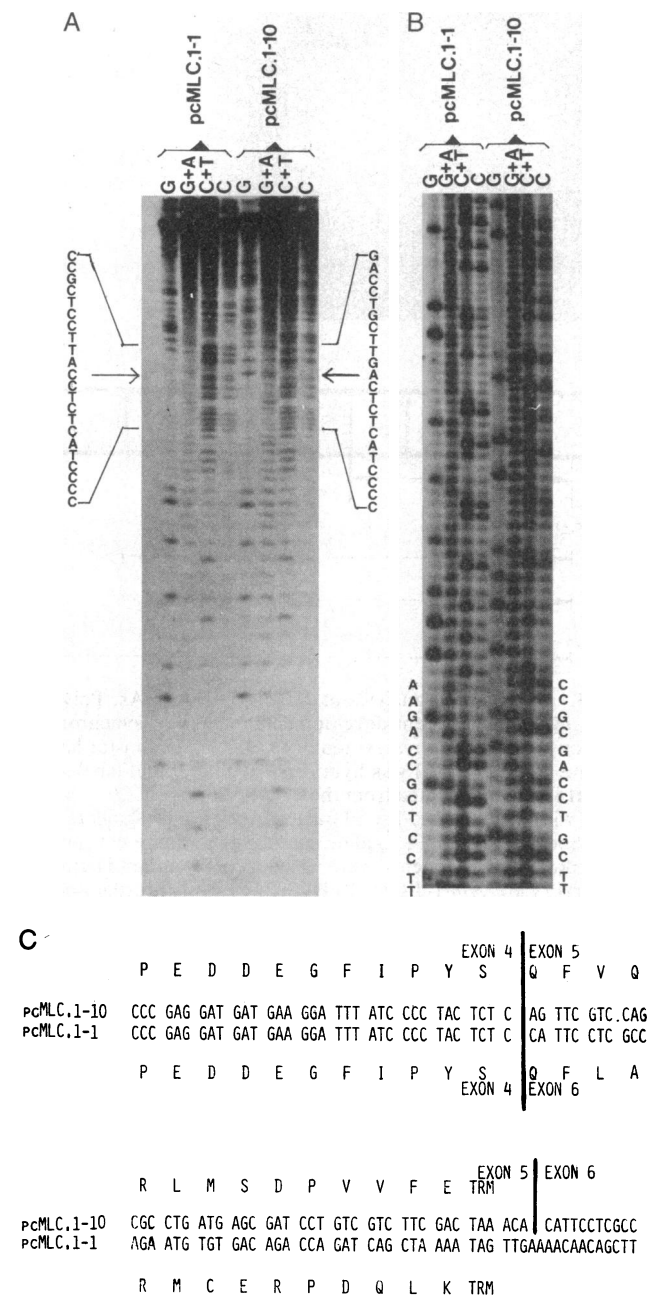 A
B
pcMLC.1-1
pcMLC.1-10
pcMLC.1-1
pcMLC.1-10
G G+A C+T C G G+A C+T C
G G+A C+T C G G+A C+T C
CCGCTCCTTACCTCTCATCCCC
GACCTGCTTGACTCTCATCCCC
AAGACCGCTCCTT
CCGCGACCTGCTT
C
EXON 4 EXON 5
P E D D E G F I P Y S Q F V Q
pcMLC.1-10 CCC GAG GAT GAT GAA GGA TTT ATC CCC TAC TCT C AG TTC GTC.CAG
pcMLC.1-1 CCC GAG GAT GAT GAA GGA TTT ATC CCC TAC TCT C CA TTC CTC GCC
P E D D E G F I P Y S Q F L A
EXON 4 EXON 6
EXON 5 EXON 6
R L M S D P V V F E TRM
pcMLC.1-10 CGC CTG ATG AGC GAT CCT GTC GTC TTC GAC TAA ACA CATTCCTCGCC
pcMLC.1-1 AGA ATG TGT GAC AGA CCA GAT CAG CTA AAA TAG TTGAAAACAACAGCTT
R M C E R P D Q L K TRM